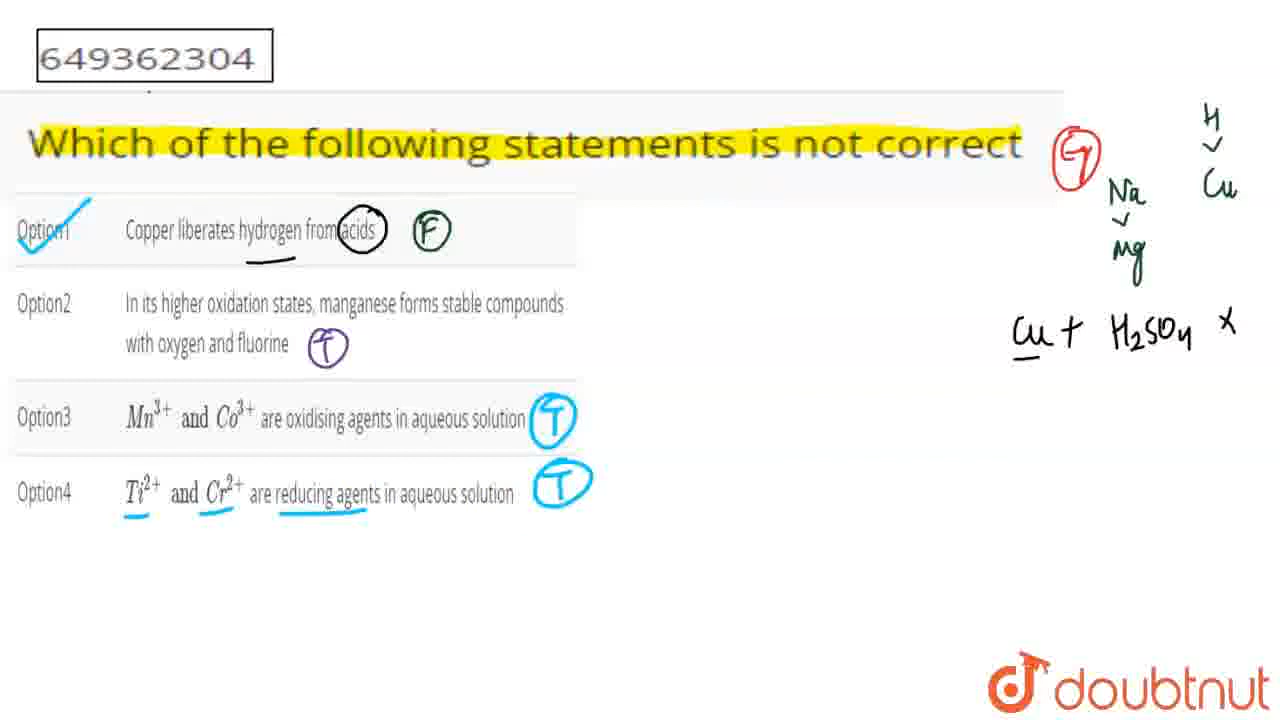 649362304
Which of the following statements is not correct
Option1 Copper liberates hydrogen from acids F
Option2 In its higher oxidation states, manganese forms stable compounds
with oxygen and fluorine T
Option3 Mn³⁺ and Co³⁺ are oxidising agents in aqueous solution T
Option4 Ti²⁺ and Cr²⁺ are reducing agents in aqueous solution T
H
Cu
Na
Mg
Cu + H₂SO₄ ×
doubtnut